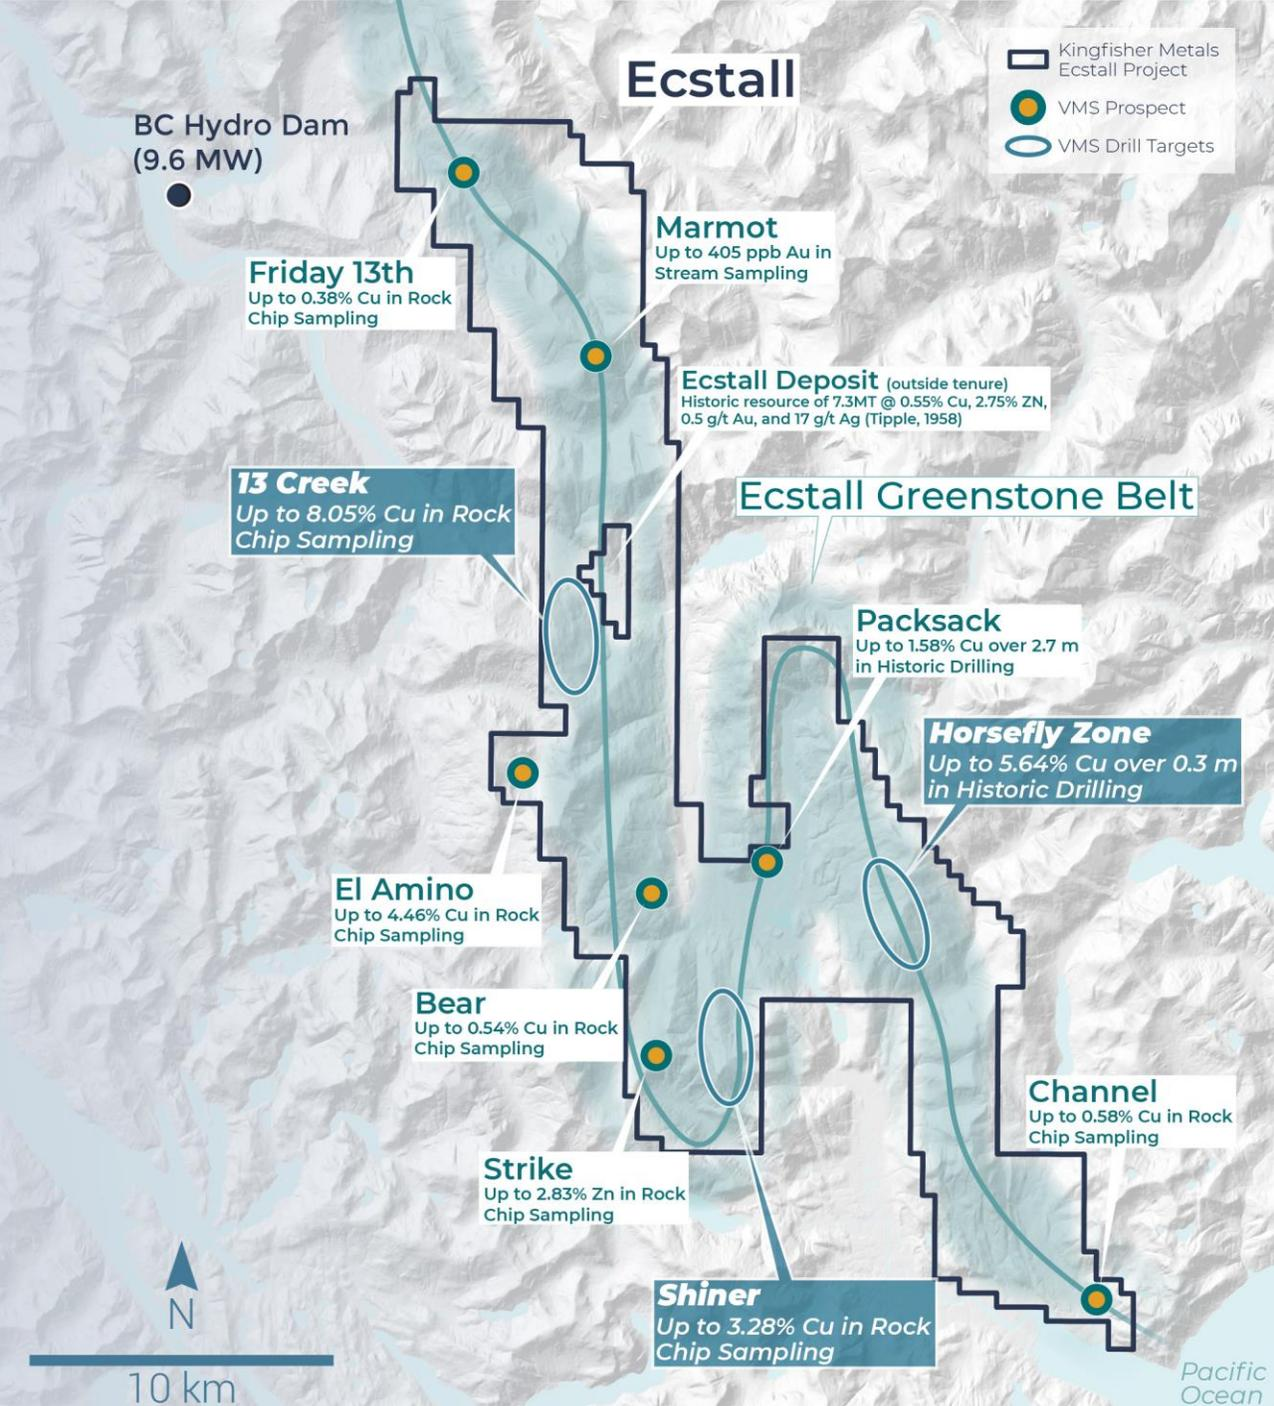 Ecstall
Kingfisher Metals
Ecstall Project
VMS Prospect
VMS Drill Targets
BC Hydro Dam
(9.6 MW)
Friday 13th
Up to 0.38% Cu in Rock
Chip Sampling
Marmot
Up to 405 ppb Au in
Stream Sampling
Ecstall Deposit (outside tenure)
Historic resource of 7.3MT @ 0.55% Cu, 2.75% ZN,
0.5 g/t Au, and 17 g/t Ag (Tipple, 1958)
13 Creek
Up to 8.05% Cu in Rock
Chip Sampling
Ecstall Greenstone Belt
Packsack
Up to 1.58% Cu over 2.7 m
in Historic Drilling
Horsefly Zone
Up to 5.64% Cu over 0.3 m
in Historic Drilling
El Amino
Up to 4.46% Cu in Rock
Chip Sampling
Bear
Up to 0.54% Cu in Rock
Chip Sampling
Channel
Up to 0.58% Cu in Rock
Chip Sampling
Strike
Up to 2.83% Zn in Rock
Chip Sampling
Shiner
Up to 3.28% Cu in Rock
Chip Sampling
N
10 km
Pacific
Ocean